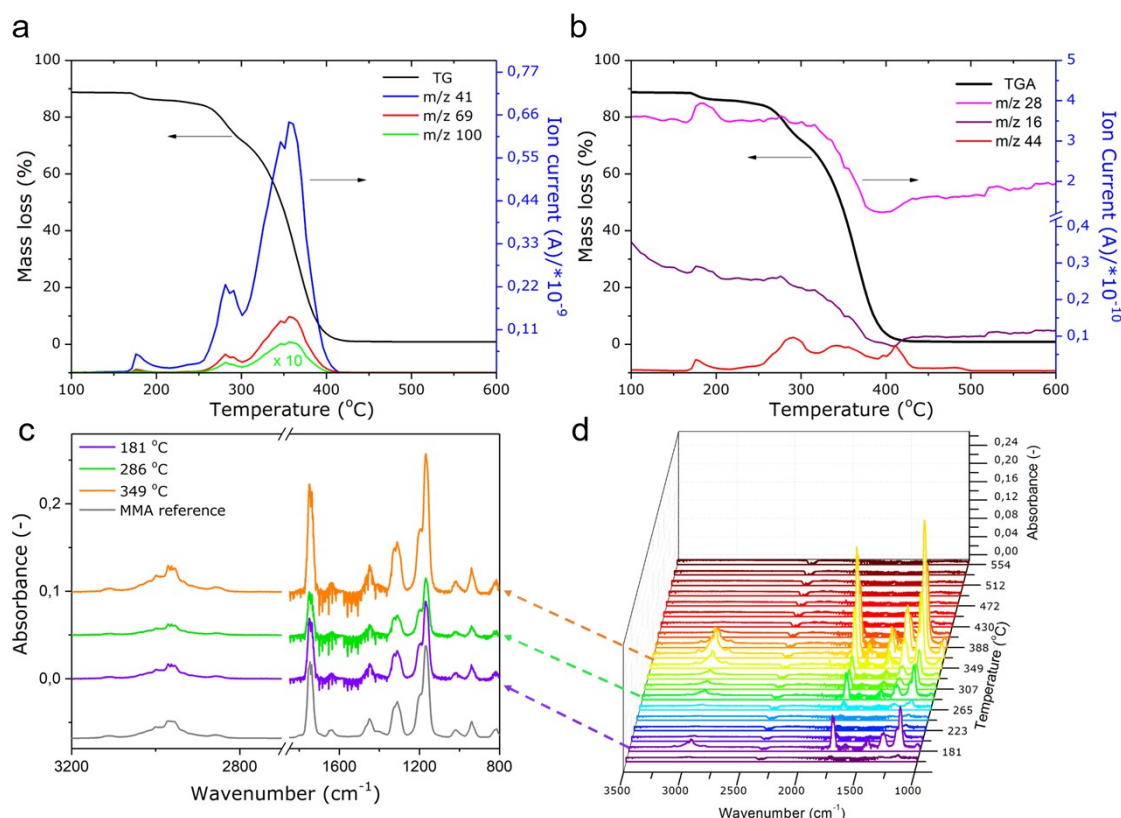 a
100
80
60
40
20
0
Mass loss (%)
100 200 300 400 500 600
Temperature (°C)
TG
m/z 41
m/z 69
m/z 100
x 10
0,77
0,66
0,55
0,44
0,33
0,22
0,11
Ion current (A)/*10⁻⁹
b
100
80
60
40
20
0
Mass loss (%)
100 200 300 400 500 600
Temperature (°C)
TGA
m/z 28
m/z 16
m/z 44
5
4
3
2
0,4
0,3
0,2
0,1
Ion Current (A)/*10⁻¹⁰
c
181 °C
286 °C
349 °C
MMA reference
0,2
0,1
0,0
Absorbance (-)
3200 2800 1600 1200 800
Wavenumber (cm⁻¹)
d
0,24
0,20
0,16
0,12
0,08
0,04
0,00
Absorbance (-)
554
512
472
430
388
349
307
265
223
181
Temperature (°C)
3500 3000 2500 2000 1500 1000
Wavenumber (cm⁻¹)